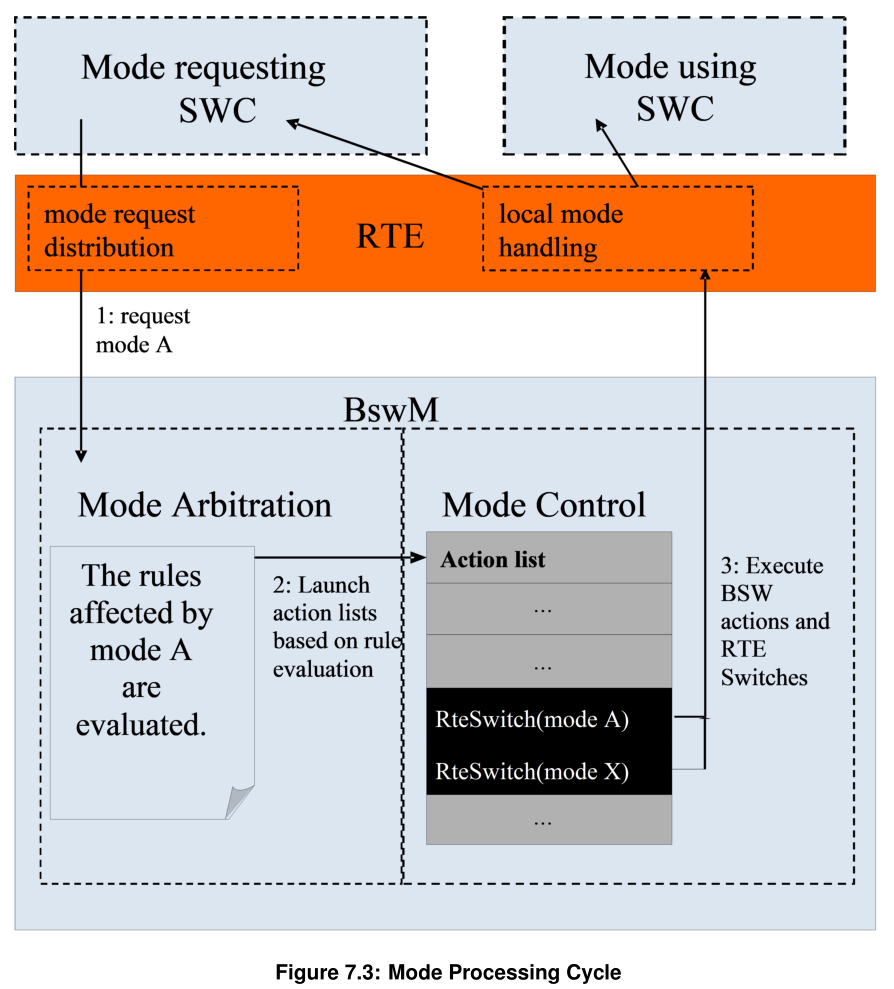 Mode requesting
SWC
Mode using
SWC
mode request
distribution
RTE
local mode
handling
1: request
mode A
BswM
Mode Arbitration
Mode Control
The rules
affected by
mode A
are
evaluated.
2: Launch
action lists
based on rule
evaluation
Action list
...
...
RteSwitch(mode A)
RteSwitch(mode X)
...
3: Execute
BSW
actions and
RTE
Switches
Figure 7.3: Mode Processing Cycle